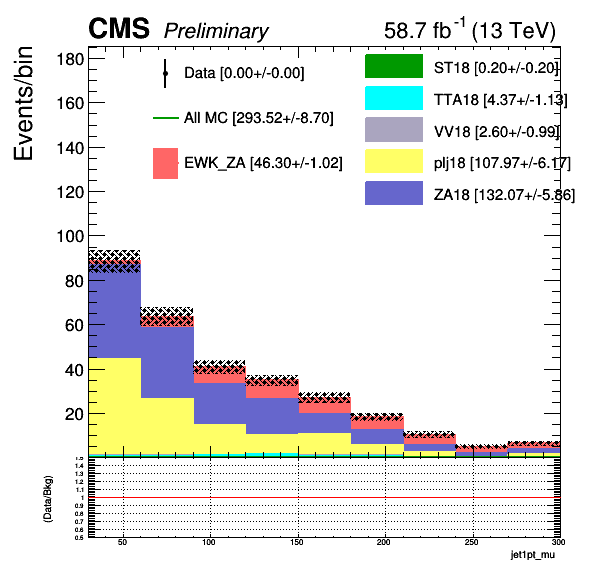 CMS Preliminary 58.7 fb-1 (13 TeV)
Events/bin
180
160
140
120
100
80
60
40
20
Data [0.00+/-0.00]
All MC [293.52+/-8.70]
EWK_ZA [46.30+/-1.02]
ST18 [0.20+/-0.20]
TTA18 [4.37+/-1.13]
VV18 [2.60+/-0.99]
plj18 [107.97+/-6.17]
ZA18 [132.07+/-5.86]
(Data/Bkg)
1.5
1.4
1.3
1.2
1.1
1
0.9
0.8
0.7
0.6
0.5
50 100 150 200 250 300
jet1pt_mu